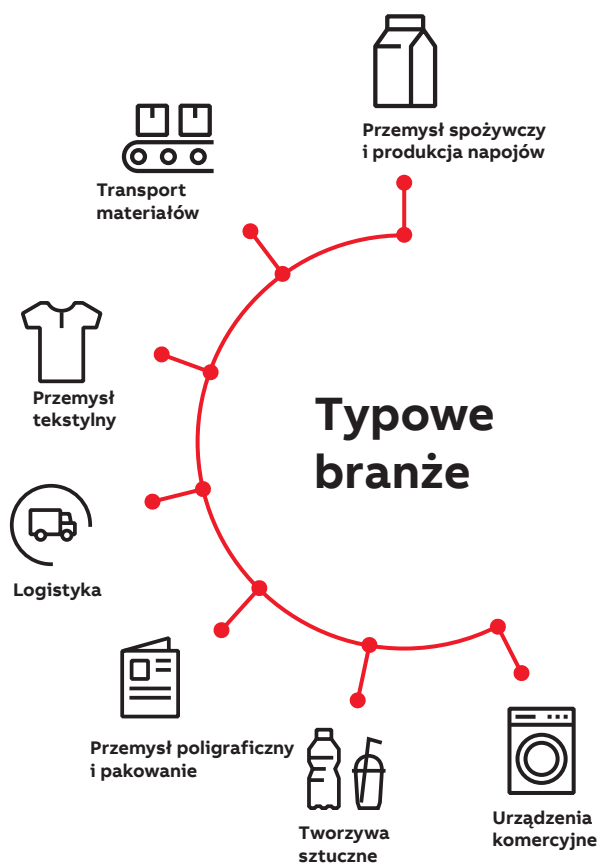 Przemysł spożywczy
i produkcja napojów
Transport
materiałów
Przemysł
tekstylny
Typowe
branże
Logistyka
Przemysł poligraficzny
i pakowanie
Tworzywa
sztuczne
Urządzenia
komercyjne